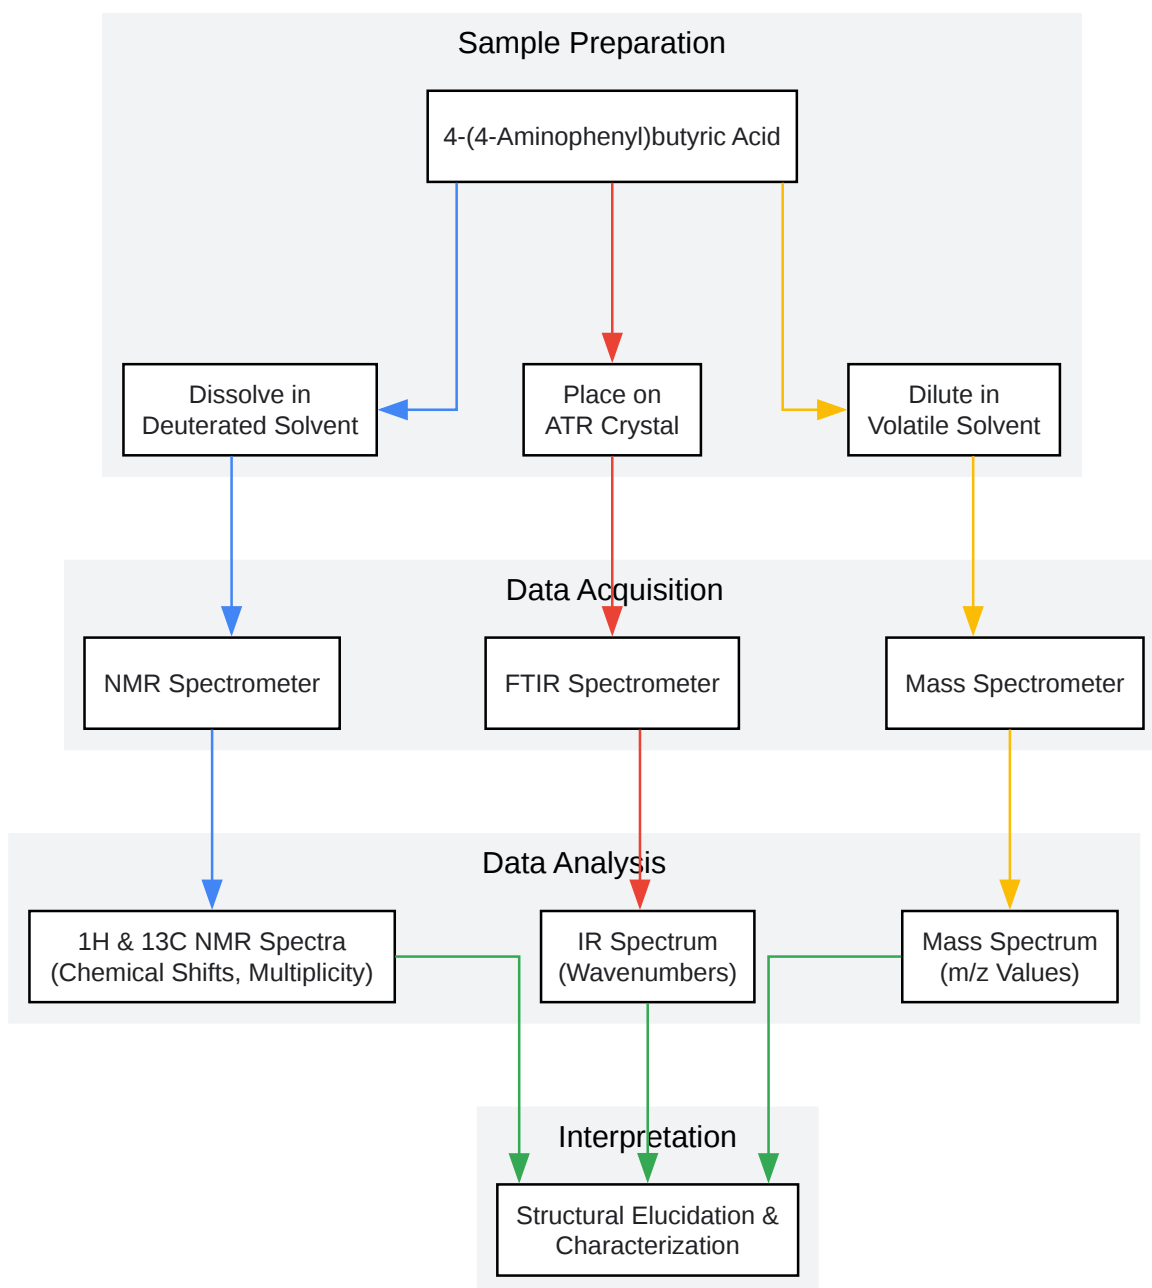 Sample Preparation
4-(4-Aminophenyl)butyric Acid
Dissolve in
Deuterated Solvent
Place on
ATR Crystal
Dilute in
Volatile Solvent
Data Acquisition
NMR Spectrometer
FTIR Spectrometer
Mass Spectrometer
Data Analysis
1H & 13C NMR Spectra
(Chemical Shifts, Multiplicity)
IR Spectrum
(Wavenumbers)
Mass Spectrum
(m/z Values)
Interpretation
Structural Elucidation &
Characterization